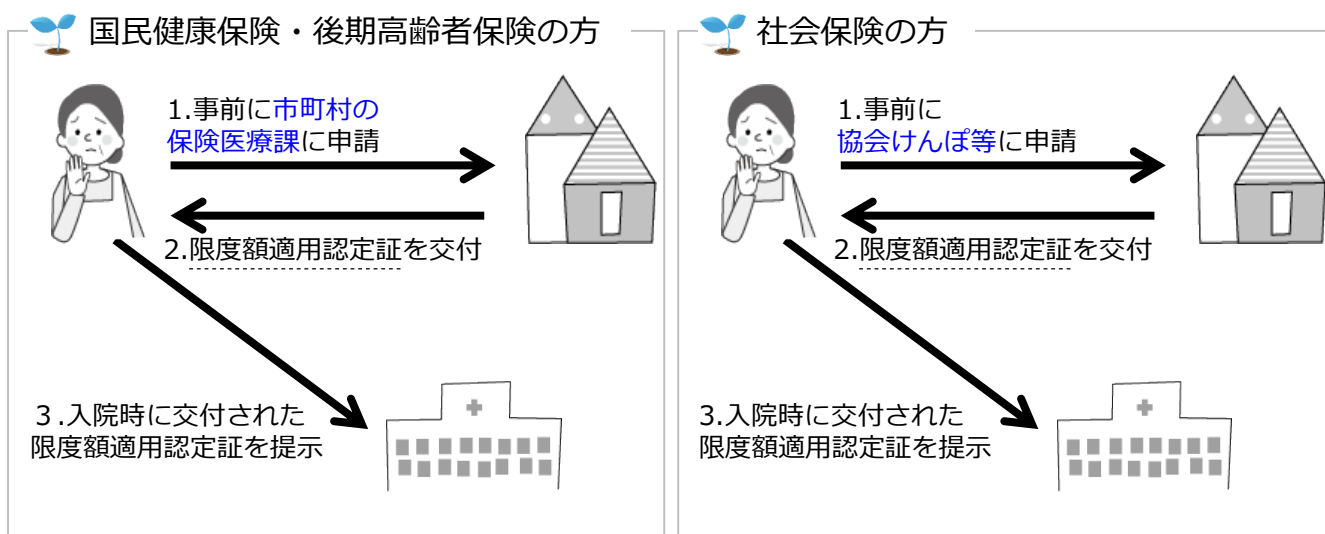 国民健康保険・後期高齢者保険の方
1.事前に市町村の
保険医療課に申請
2.限度額適用認定証を交付
３.入院時に交付された
限度額適用認定証を提示
社会保険の方
1.事前に
協会けんぽ等に申請
2.限度額適用認定証を交付
3.入院時に交付された
限度額適用認定証を提示